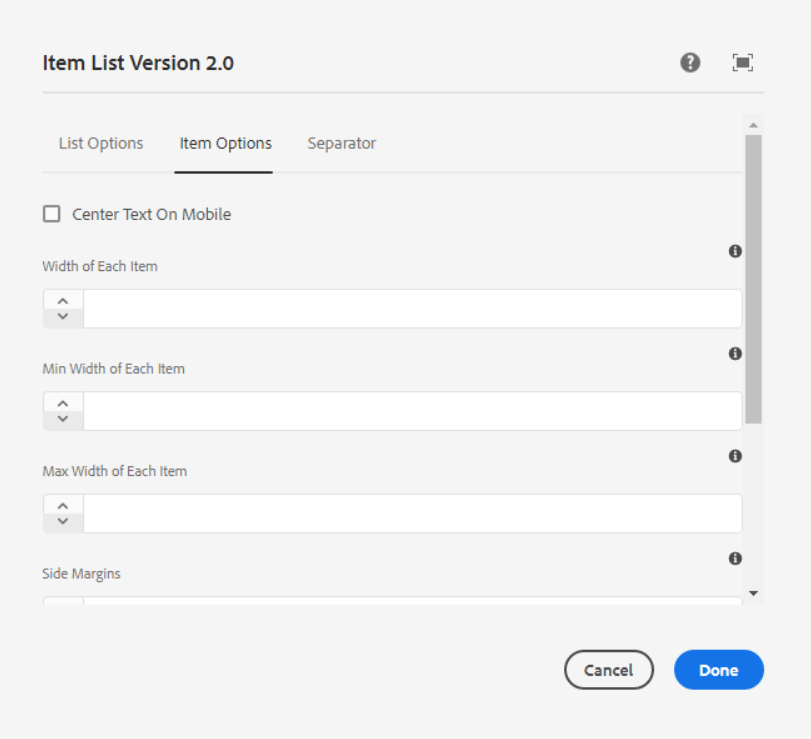 Item List Version 2.0
List Options Item Options Separator
Center Text On Mobile
Width of Each Item
Min Width of Each Item
Max Width of Each Item
Side Margins
Cancel Done